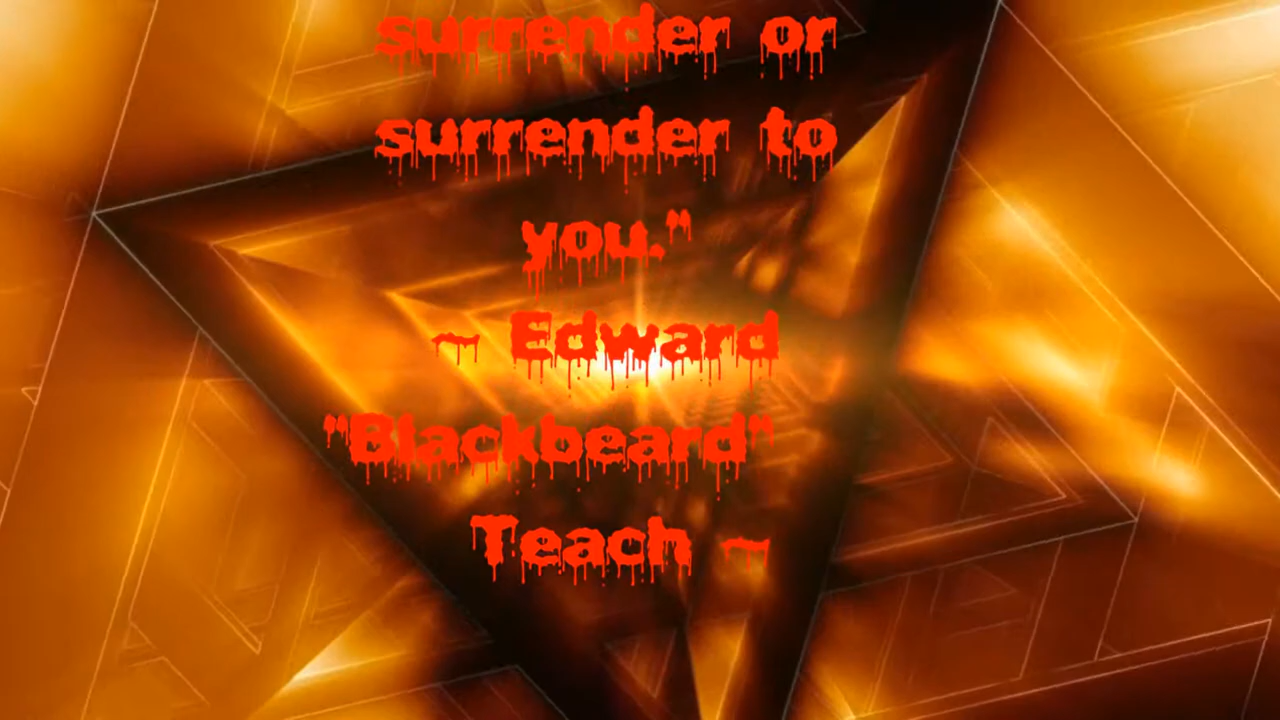 surrender or
surrender to
you."
~ Edward
"Blackbeard"
Teach ~